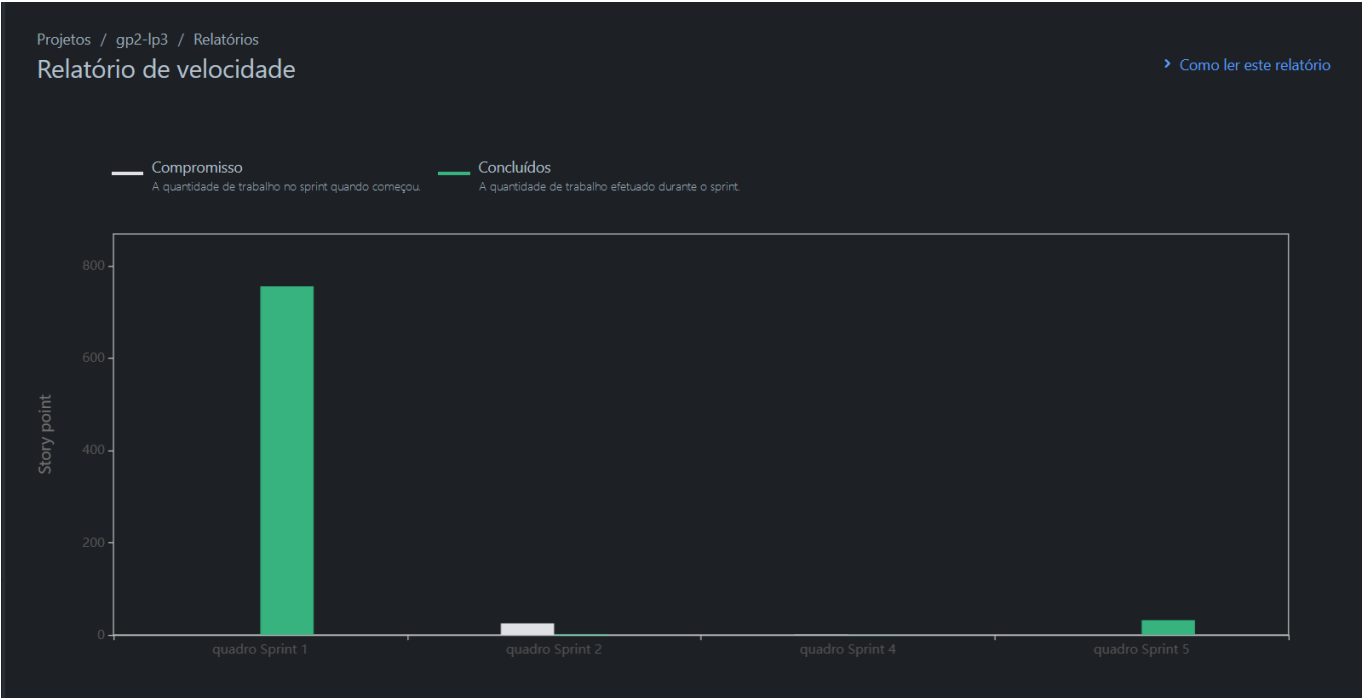 Projetos / gp2-lp3 / Relatórios
Relatório de velocidade
Como ler este relatório
Compromisso
A quantidade de trabalho no sprint quando começou.
Concluídos
A quantidade de trabalho efetuado durante o sprint.
Story point
800
600
400
200
0
quadro Sprint 1
quadro Sprint 2
quadro Sprint 4
quadro Sprint 5